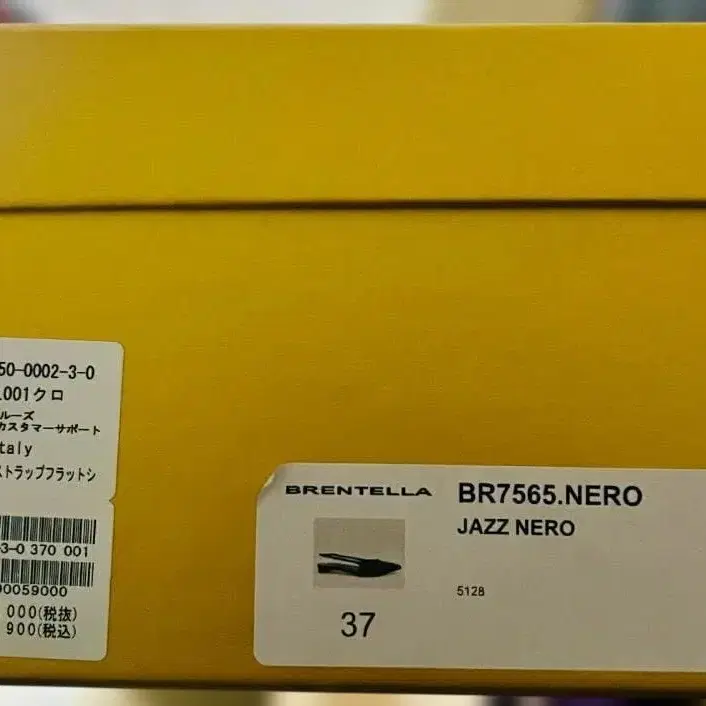 50-0002-3-0
.001クロ
ルーズ
カスタマーサポート
taly
ストラップフラットシ
3-0 370 001
0059000
000(税抜)
900(税込)
BRENTELLA
BR7565.NERO
JAZZ NERO
5128
37